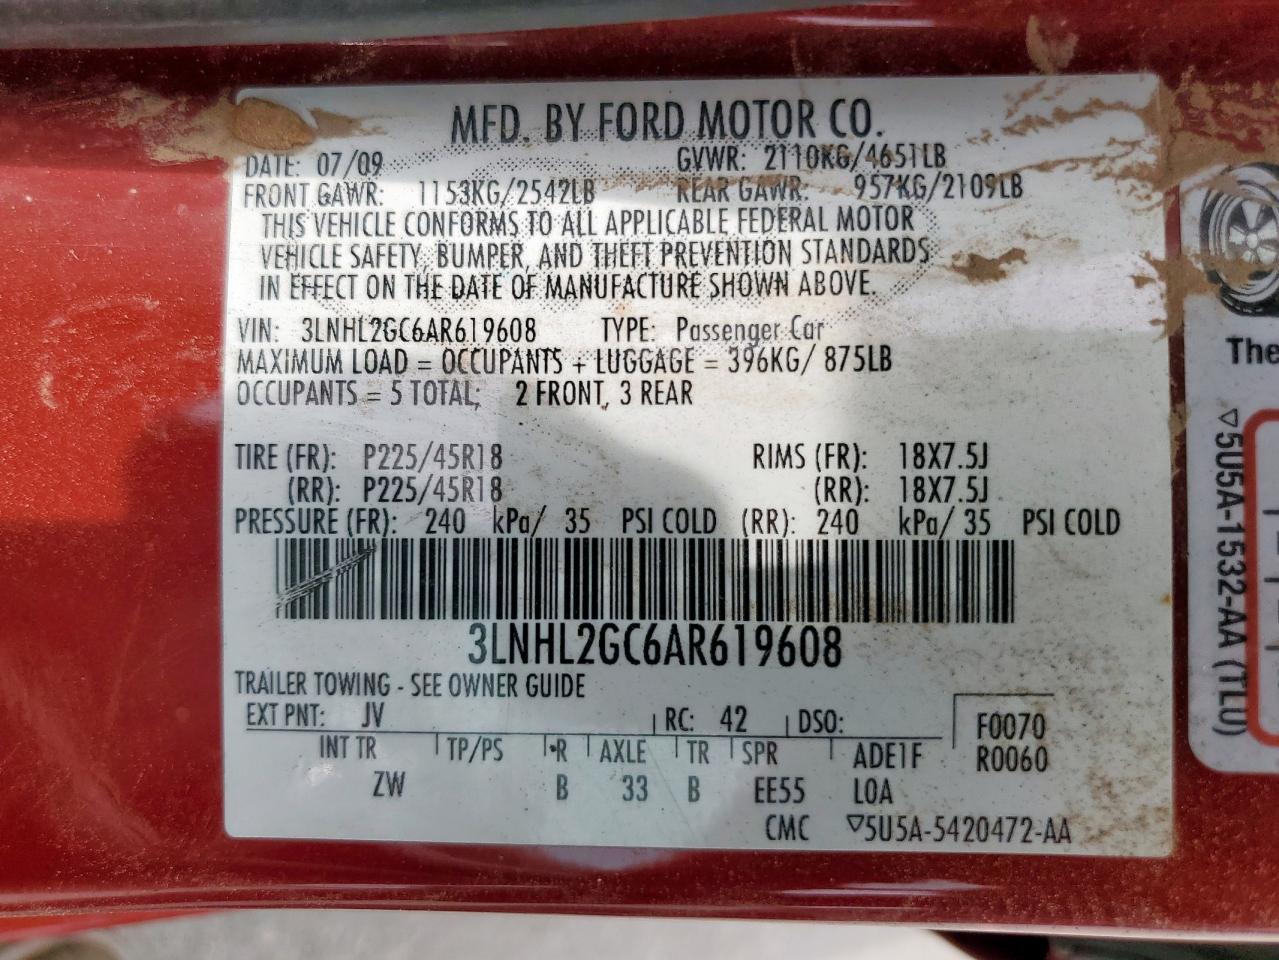 MFD. BY FORD MOTOR CO.
DATE: 07/09 GVWR: 2110KG/4651LB
FRONT GAWR: 1153KG/2542LB REAR GAWR: 957KG/2109LB
THIS VEHICLE CONFORMS TO ALL APPLICABLE FEDERAL MOTOR
VEHICLE SAFETY, BUMPER, AND THEFT PREVENTION STANDARDS
IN EFFECT ON THE DATE OF MANUFACTURE SHOWN ABOVE.
VIN: 3LNHL2GC6AR619608 TYPE: Passenger Car
MAXIMUM LOAD = OCCUPANTS + LUGGAGE = 396KG/ 875LB
OCCUPANTS = 5 TOTAL; 2 FRONT, 3 REAR
TIRE (FR): P225/45R18 RIMS (FR): 18X7.5J
(RR): P225/45R18 (RR): 18X7.5J
PRESSURE (FR): 240 kPa/ 35 PSI COLD (RR): 240 kPa/ 35 PSI COLD
3LNHL2GC6AR619608
TRAILER TOWING - SEE OWNER GUIDE
EXT PNT: JV RC: 42 DSO: F0070
INT TR TP/PS R AXLE TR SPR ADE1F R0060
ZW B 33 B EE55 LOA
CMC ▽5U5A-5420472-AA
The
▽5U5A-1532-AA (TLU)